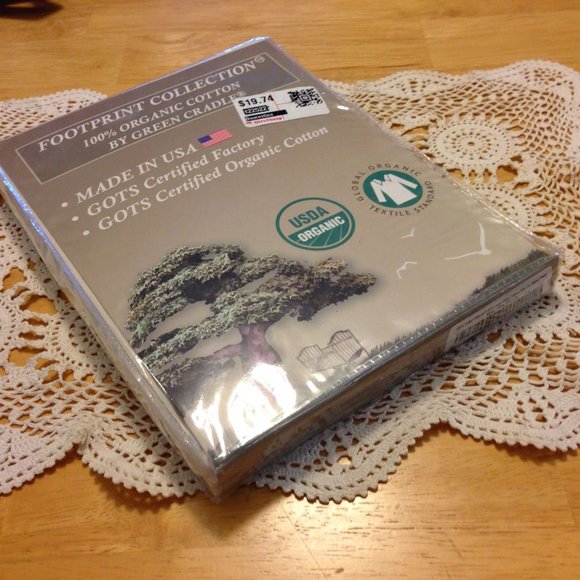 FOOTPRINT COLLECTION
100% ORGANIC COTTON
BY GREEN CRADLE®
$19.74
• MADE IN USA
• GOTS Certified Factory
• GOTS Certified Organic Cotton
USDA
ORGANIC
GLOBAL ORGANIC
TEXTILE STANDARD